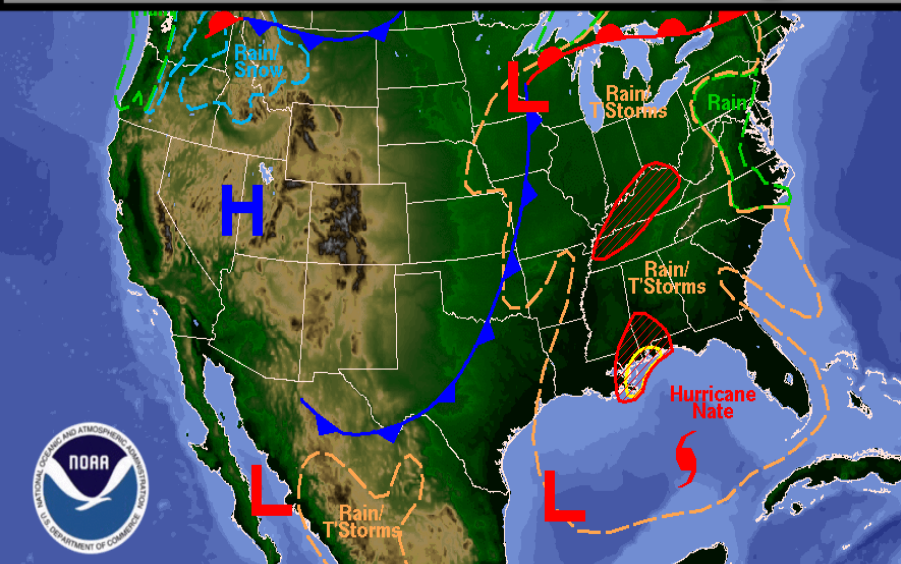 Rain/
Snow
L
Rain/
T'Storms
Rain
H
Rain/
T'Storms
Hurricane
Nate
NATIONAL OCEANIC AND ATMOSPHERIC ADMINISTRATION
NOAA
U.S. DEPARTMENT OF COMMERCE
L
L
Rain/
T'Storms